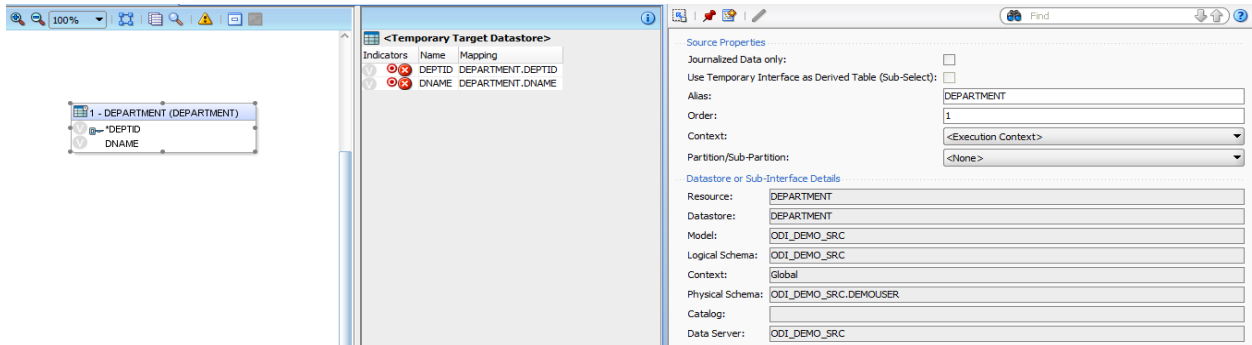 100%
1 - DEPARTMENT (DEPARTMENT)
*DEPTID
DNAME
<Temporary Target Datastore>
Indicators Name Mapping
DEPTID DEPARTMENT.DEPTID
DNAME DEPARTMENT.DNAME
Find
Source Properties
Journalized Data only:
Use Temporary Interface as Derived Table (Sub-Select):
Alias: DEPARTMENT
Order: 1
Context: <Execution Context>
Partition/Sub-Partition: <None>
Datastore or Sub-Interface Details
Resource: DEPARTMENT
Datastore: DEPARTMENT
Model: ODI_DEMO_SRC
Logical Schema: ODI_DEMO_SRC
Context: Global
Physical Schema: ODI_DEMO_SRC.DEMOUSER
Catalog:
Data Server: ODI_DEMO_SRC